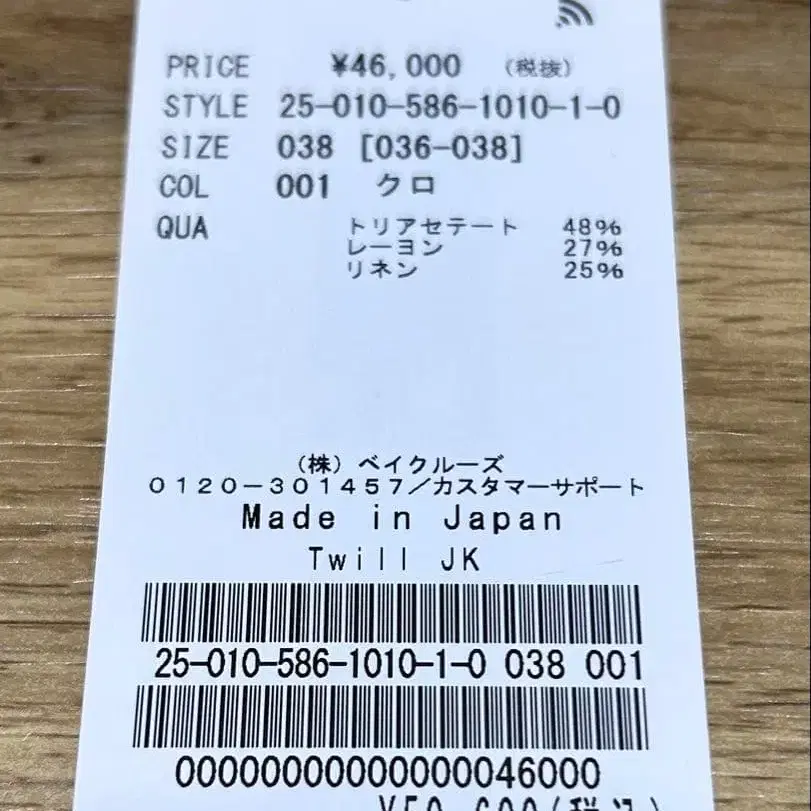 PRICE ¥46,000 (税抜)
STYLE 25-010-586-1010-1-0
SIZE 038 [036-038]
COL 001 クロ
QUA トリアセテート 48%
レーヨン 27%
リネン 25%
(株)ベイクルーズ
0120-301457/カスタマーサポート
Made in Japan
Twill JK
25-010-586-1010-1-0 038 001
00000000000000046000